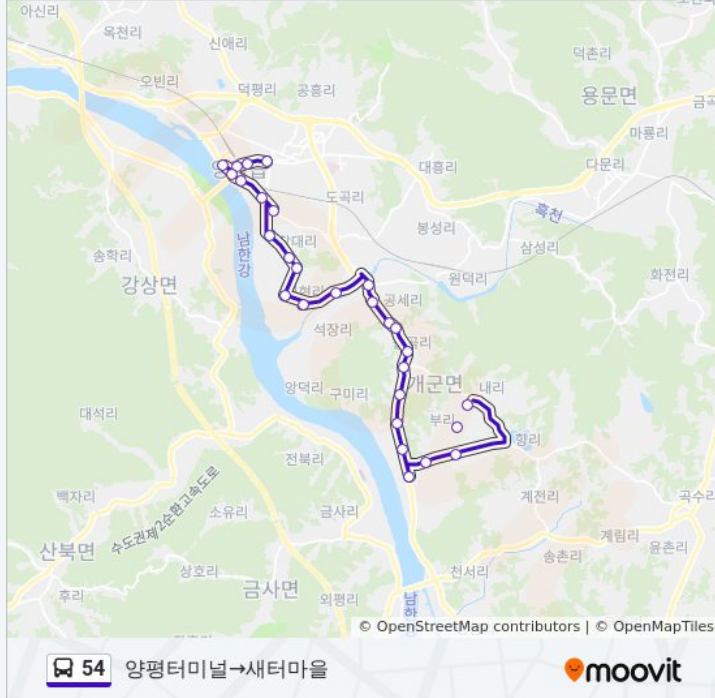 아신리
옥천리
신애리
덕촌리
오빈리
덕평리
공흥리
용문면
금곡
마룡리
다문리
대흥리
도곡리
흑천
봉성리
삼성리
남한강
송학리
강상면
원덕리
화전리
공세리
석장리
개군면
내리
앙덕리
구미리
대석리
부리
향리
전북리
계전리
곡수리
백자리
수도권제2순환고속도로
소유리
금사리
계림리
윤촌리
송촌리
산북면
상호리
천서리
금사면
후리
외평리
남한
© OpenStreetMap contributors | © OpenMapTiles
54 양평터미널→새터마을
moovit